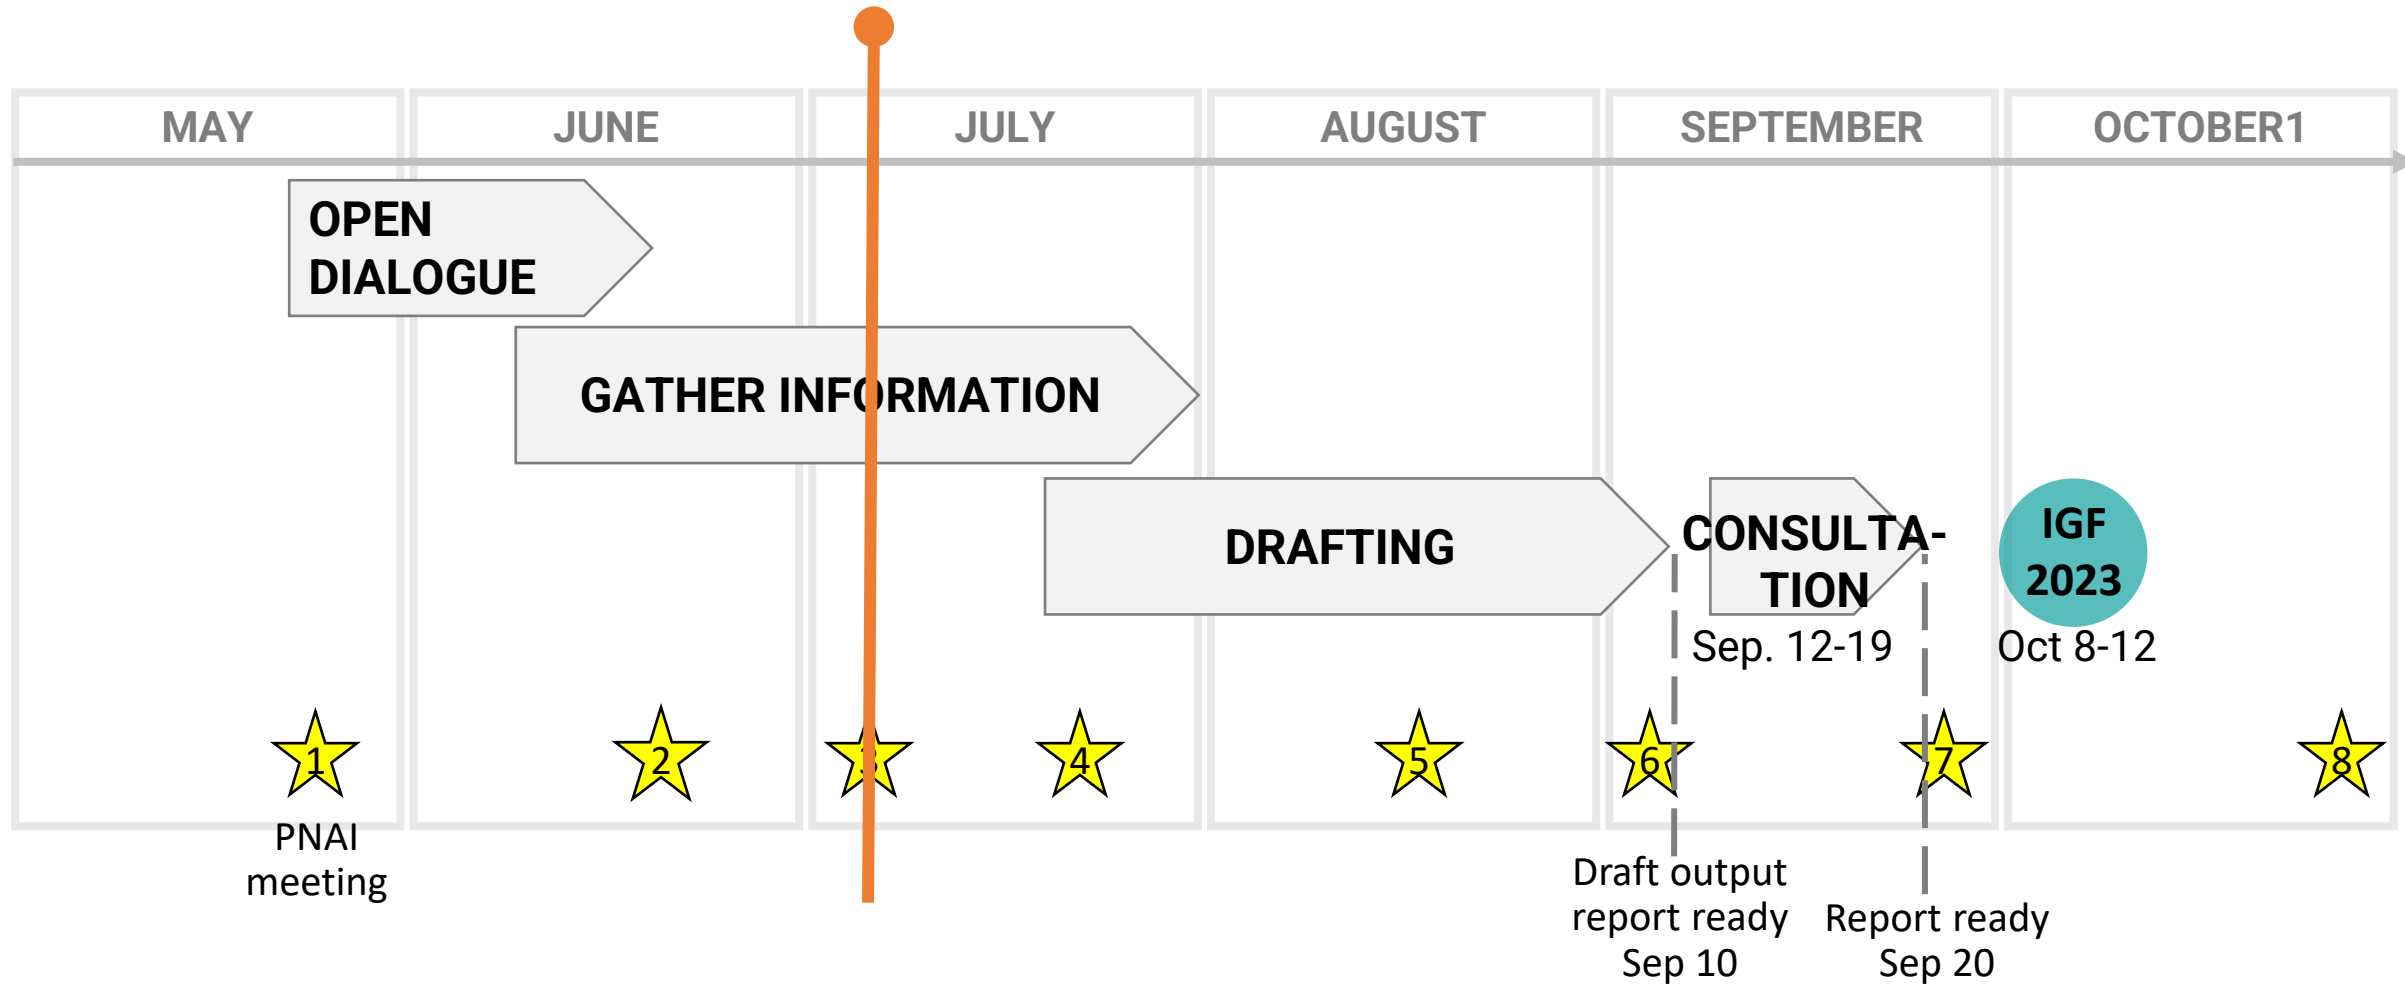 MAY
JUNE
JULY
AUGUST
SEPTEMBER
OCTOBER1
OPEN
DIALOGUE
GATHER INFORMATION
DRAFTING
CONSULTA-
TION
Sep. 12-19
IGF
2023
Oct 8-12
1
2
3
4
5
6
7
8
PNAI
meeting
Draft output
report ready
Sep 10
Report ready
Sep 20